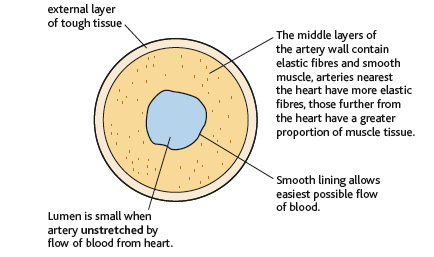 external layer
of tough tissue
The middle layers of
the artery wall contain
elastic fibres and smooth
muscle, arteries nearest
the heart have more elastic
fibres, those further from
the heart have a greater
proportion of muscle tissue.
Smooth lining allows
easiest possible flow
of blood.
Lumen is small when
artery unstretched by
flow of blood from heart.